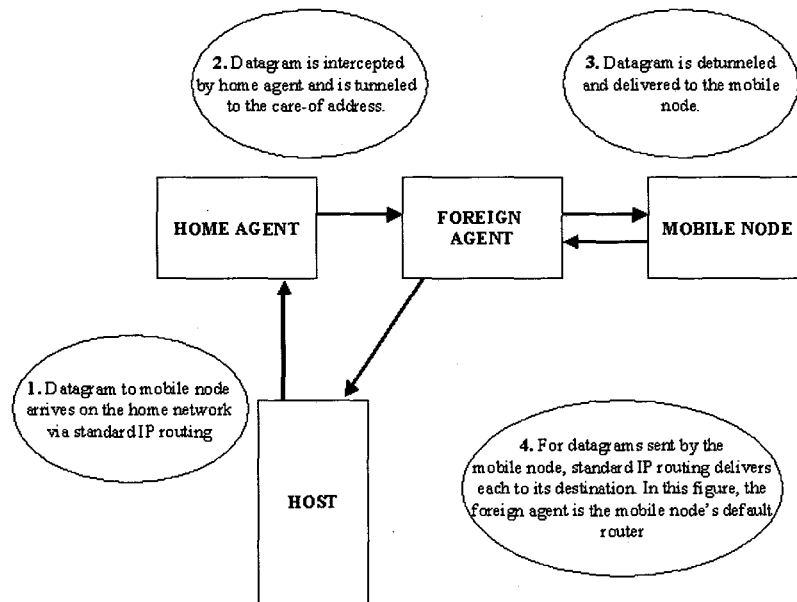 2. Datagram is intercepted
by home agent and is tunneled
to the care-of address.
3. Datagram is detunneled
and delivered to the mobile
node.
HOME AGENT
FOREIGN
AGENT
MOBILE NODE
1. Datagram to mobile node
arrives on the home network
via standard IP routing
HOST
4. For datagrams sent by the
mobile node, standard IP routing delivers
each to its destination. In this figure, the
foreign agent is the mobile node's default
router